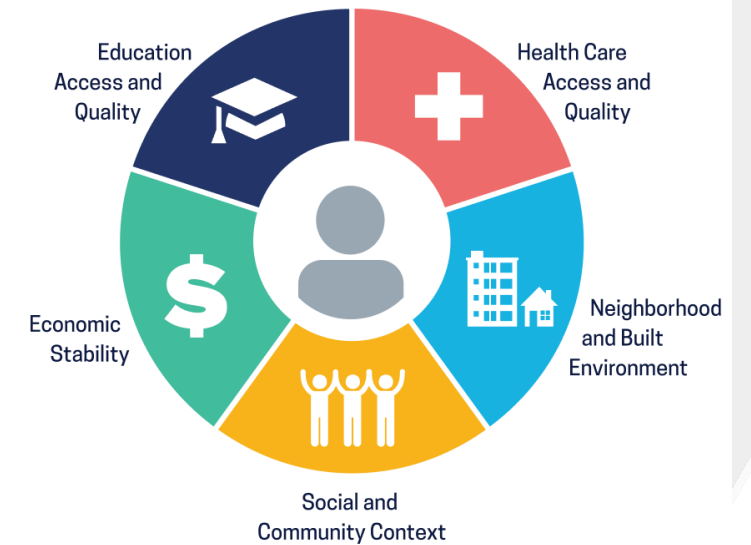 Education
Access and
Quality
Health Care
Access and
Quality
Economic
Stability
Neighborhood
and Built
Environment
Social and
Community Context